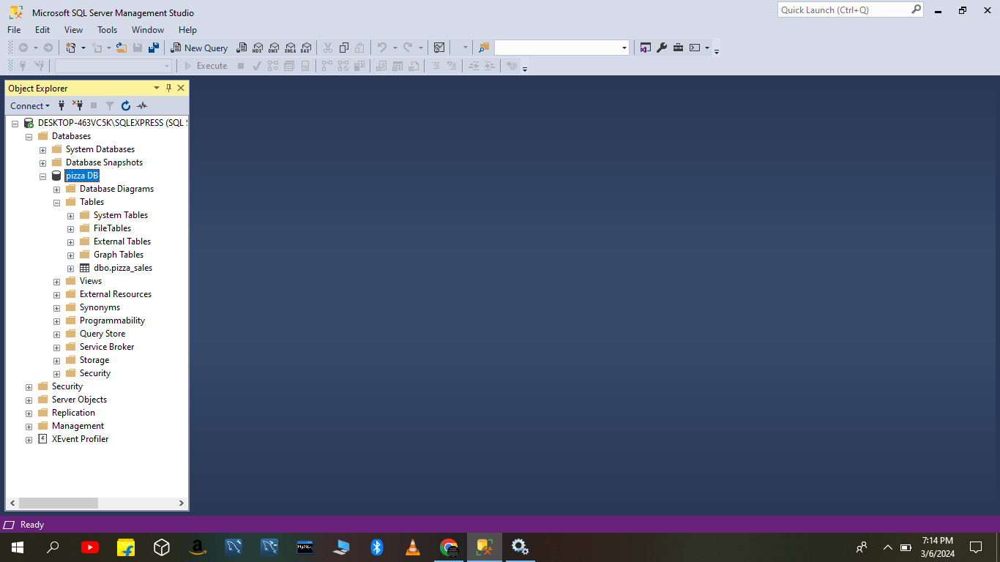 Microsoft SQL Server Management Studio
Quick Launch (Ctrl+Q)
File Edit View Tools Window Help
New Query
MDX
DMX
XMLA
DAX
Execute
Object Explorer
Connect
DESKTOP-463VC5K\SQLEXPRESS (SQL S
Databases
System Databases
Database Snapshots
pizza DB
Database Diagrams
Tables
System Tables
FileTables
External Tables
Graph Tables
dbo.pizza_sales
Views
External Resources
Synonyms
Programmability
Query Store
Service Broker
Storage
Security
Security
Server Objects
Replication
Management
XEvent Profiler
Ready
MySQL
7:14 PM
3/6/2024